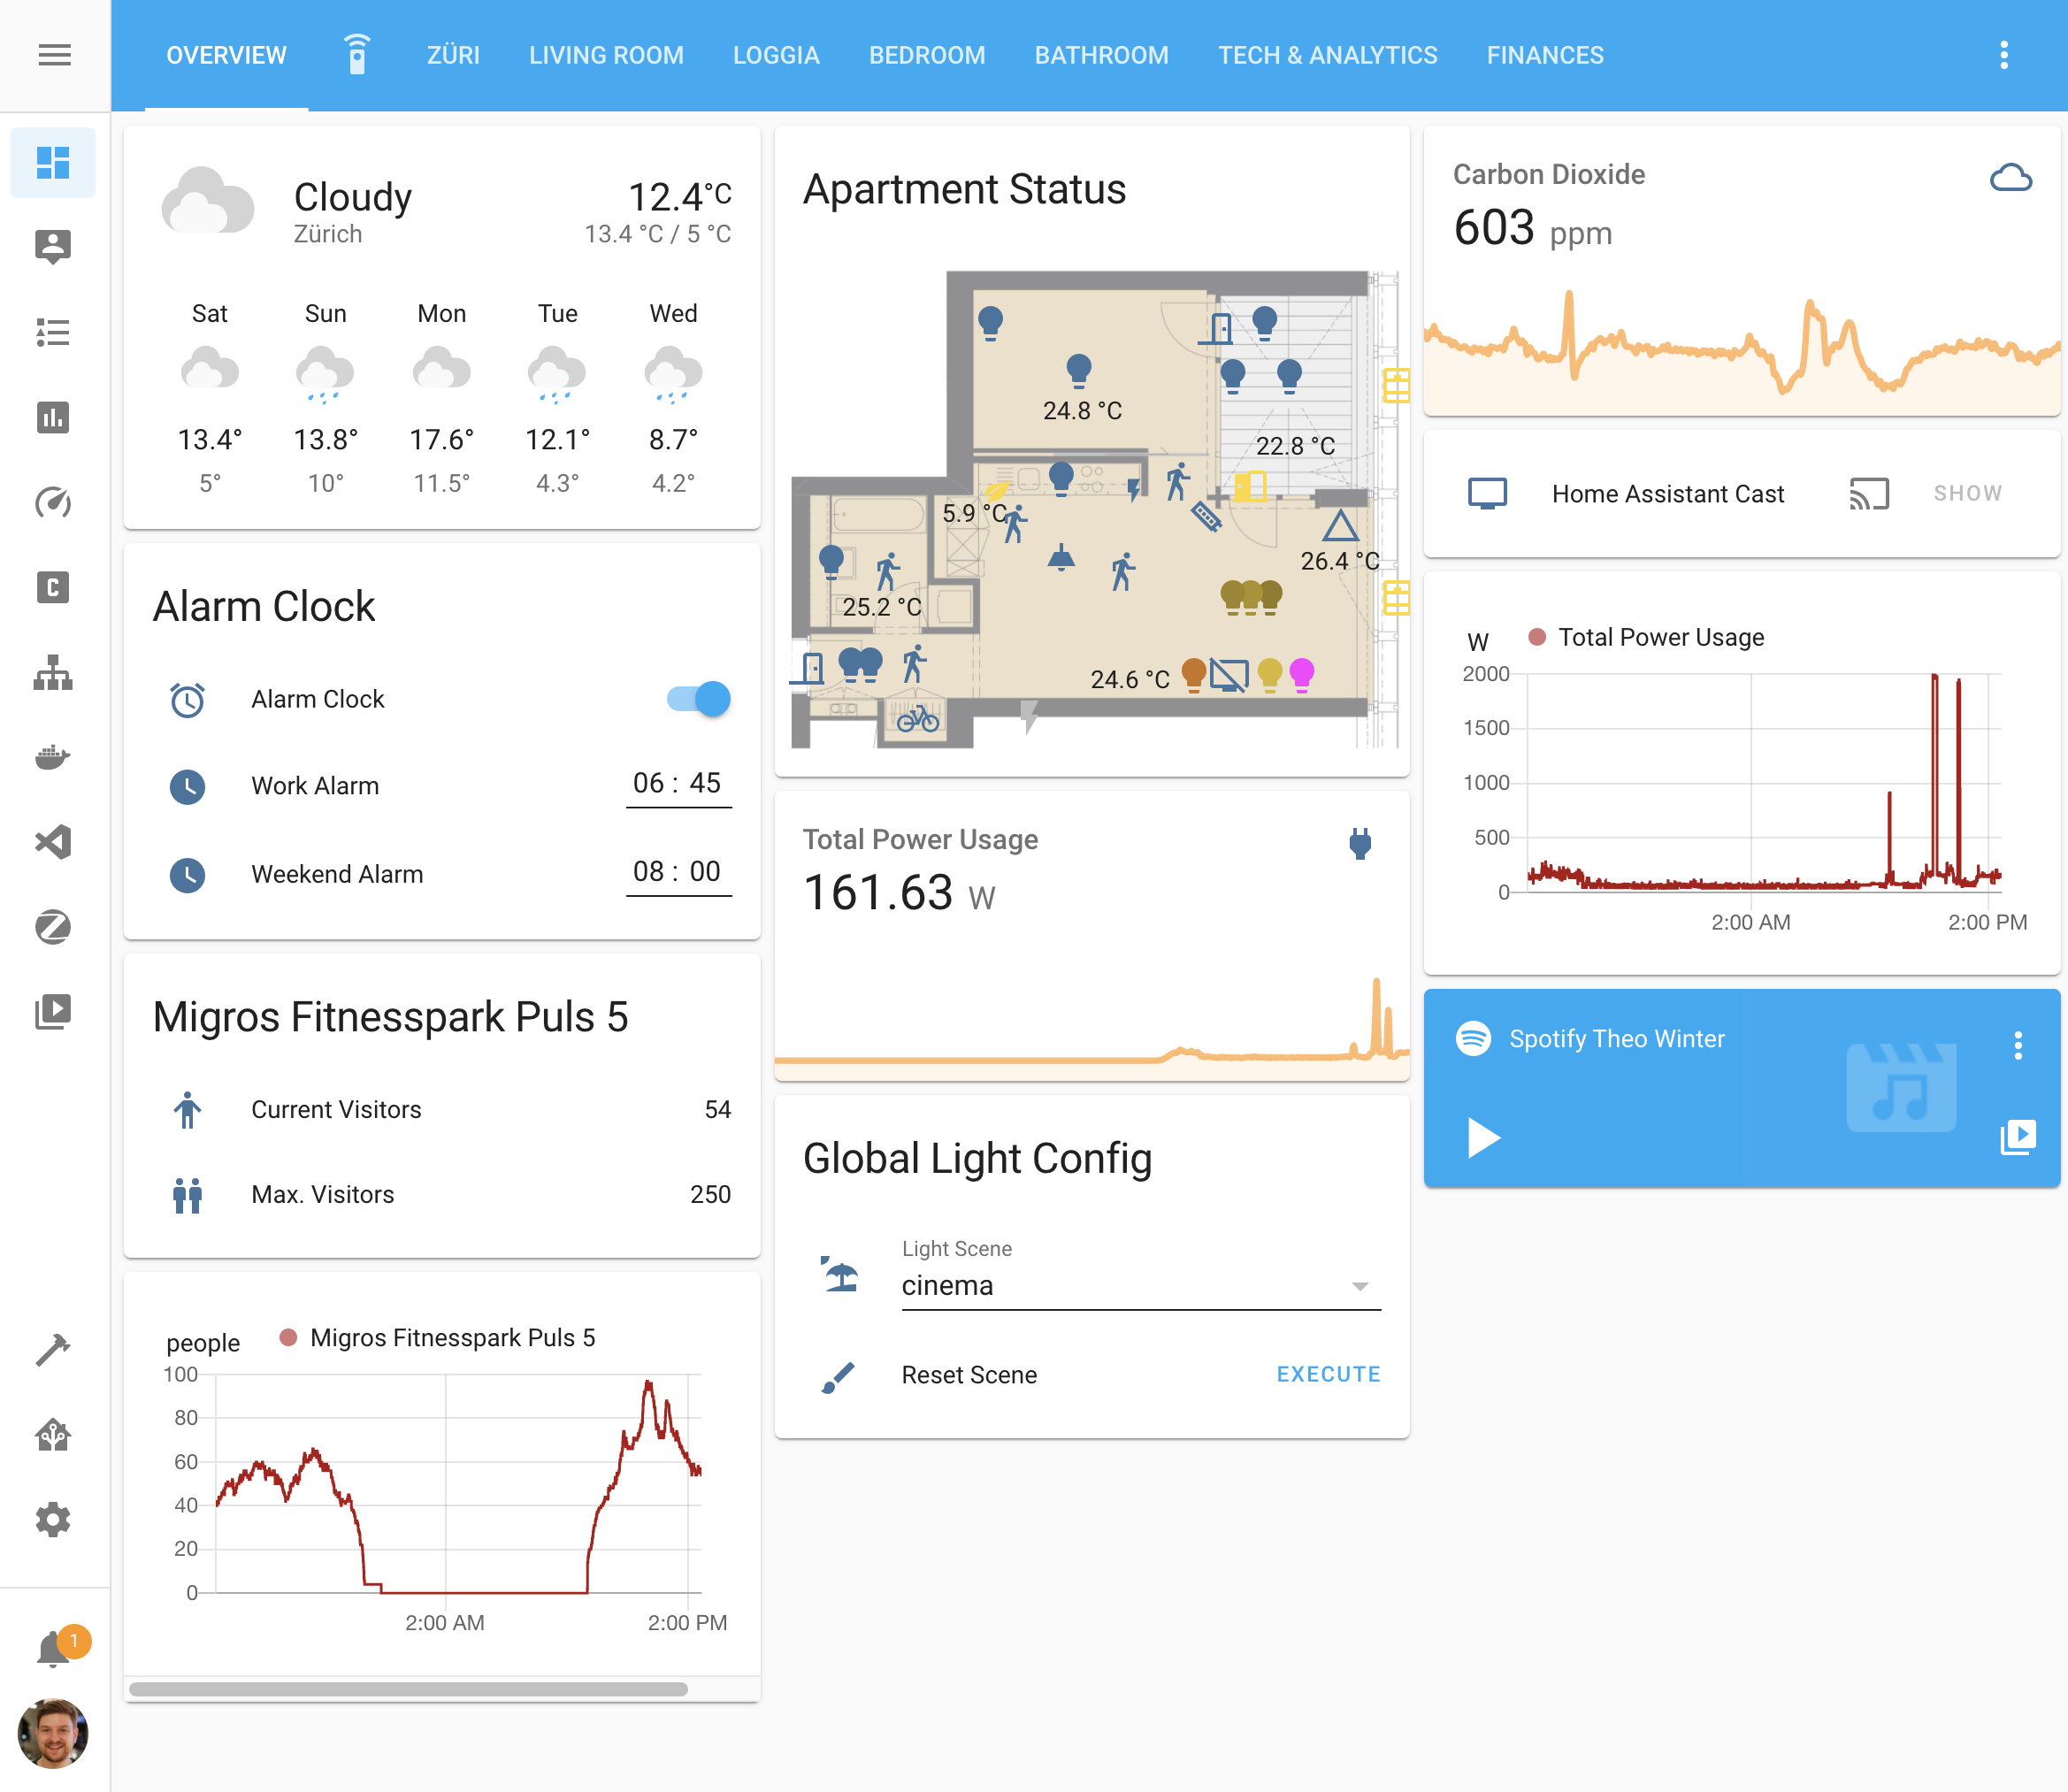 OVERVIEW
ZÜRI
LIVING ROOM
LOGGIA
BEDROOM
BATHROOM
TECH & ANALYTICS
FINANCES
C
1
Cloudy
12.4°C
Zürich
13.4 °C / 5 °C
Sat Sun Mon Tue Wed
13.4° 13.8° 17.6° 12.1° 8.7°
5° 10° 11.5° 4.3° 4.2°
Alarm Clock
Alarm Clock
Work Alarm 06 : 45
Weekend Alarm 08 : 00
Migros Fitnesspark Puls 5
Current Visitors 54
Max. Visitors 250
people
Migros Fitnesspark Puls 5
100
80
60
40
20
0
2:00 AM 2:00 PM
Apartment Status
24.8 °C
22.8 °C
5.9 °C
26.4 °C
25.2 °C
24.6 °C
Total Power Usage
161.63 W
Global Light Config
Light Scene
cinema
Reset Scene EXECUTE
Carbon Dioxide
603 ppm
Home Assistant Cast SHOW
W
Total Power Usage
2000
1500
1000
500
0
2:00 AM 2:00 PM
Spotify Theo Winter